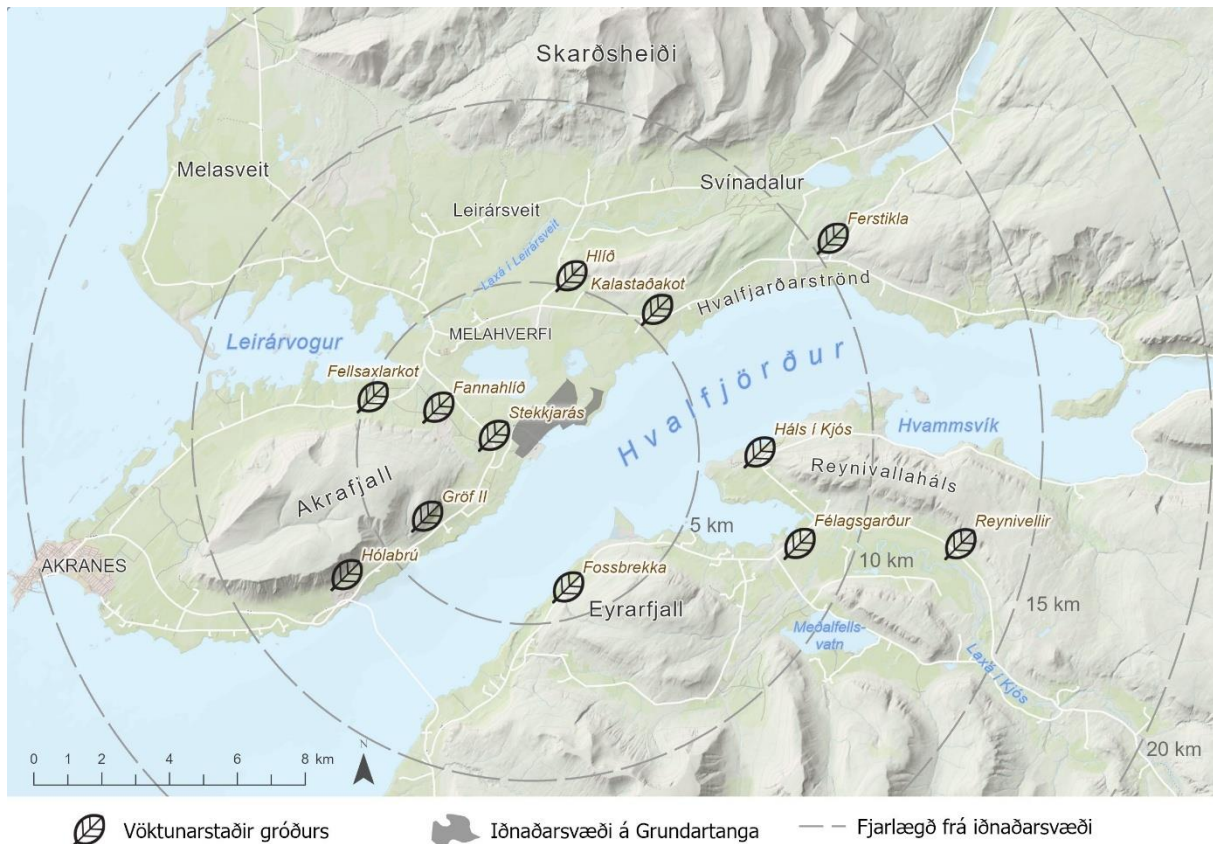 Skarðsheiði
Melasveit
Svínadalur
Leirársveit
Ferstikla
Laxá í Leirársveit
Hlíð
Kalastaðakot
Hvalfjarðarströnd
MELAHVERFI
Leirárvogur
Fellsaxlarkot
Fannahlíð
Stekkjarás
Hvalfjörður
Hvammsvík
Háls í Kjós
Reynivallaháls
Akrafjall
Gröf II
5 km
Félagsgarður
Reynivellir
10 km
AKRANES
Hólabrú
Fossbrekka
Eyrarfjall
15 km
Meðalfells-
vatn
Laxá í Kjós
20 km
N
0 2 4 6 8 km
Vöktunarstaðir gróðurs
Iðnaðarsvæði á Grundartanga
Fjarlægð frá iðnaðarsvæði